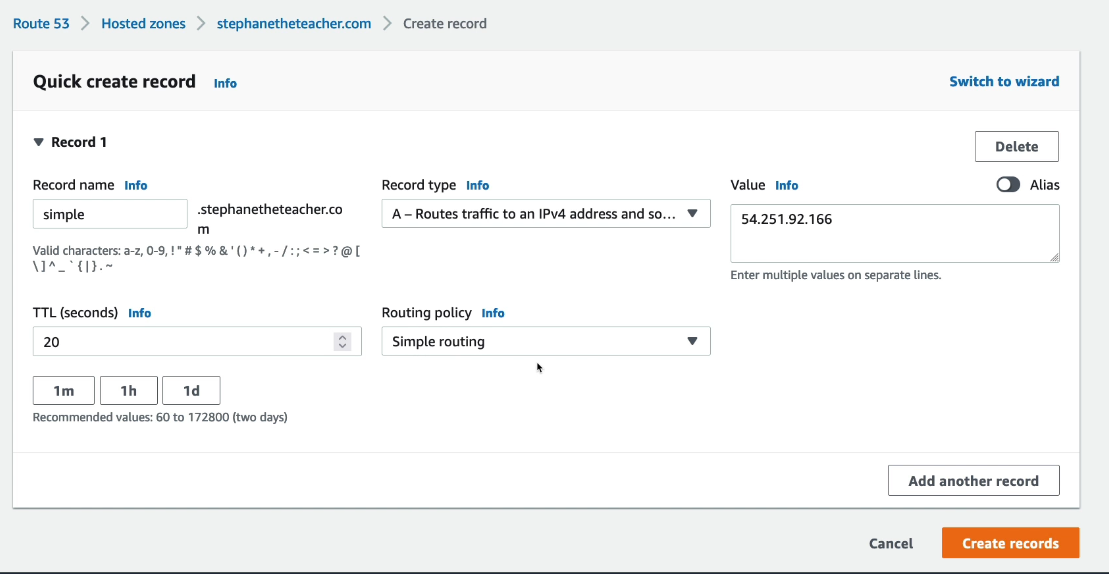 Route 53 > Hosted zones > stephanetheteacher.com > Create record
Quick create record Info
Switch to wizard
▼ Record 1
Delete
Record name Info
simple
.stephanetheteacher.co
m
Valid characters: a-z, 0-9, ! " # $ % & ' ( ) * + , - / : ; < = > ? @ [
\ ] ^ _ ` { | } . ~
Record type Info
A – Routes traffic to an IPv4 address and so...
Value Info
Alias
54.251.92.166
Enter multiple values on separate lines.
TTL (seconds) Info
20
1m 1h 1d
Recommended values: 60 to 172800 (two days)
Routing policy Info
Simple routing
Add another record
Cancel
Create records